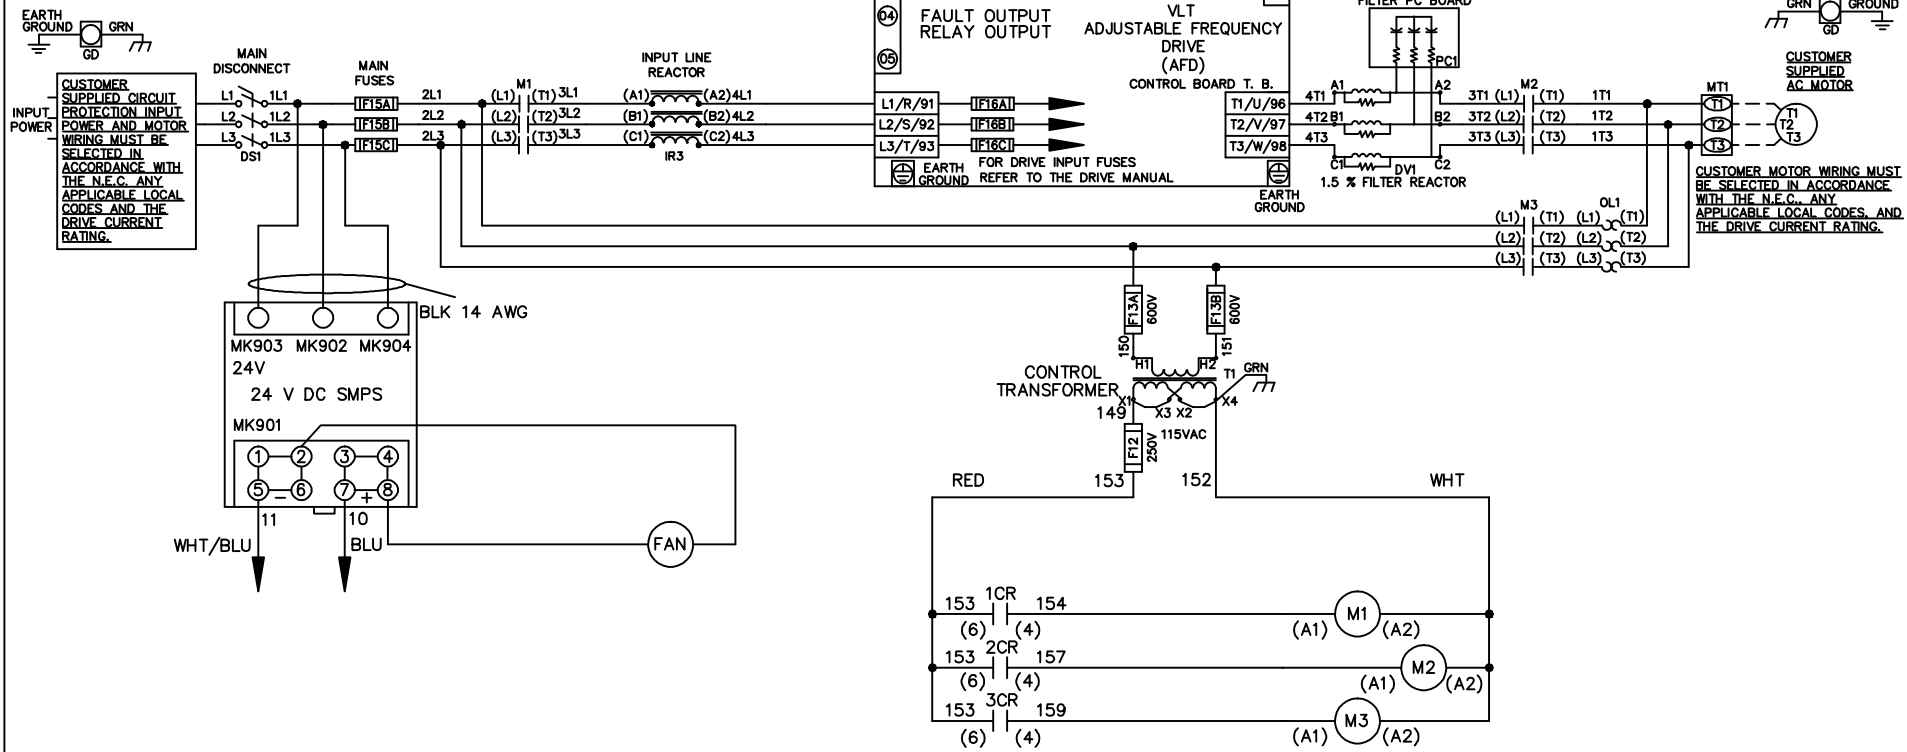 EARTH
GROUND
GRN
GD
CUSTOMER
SUPPLIED CIRCUIT
PROTECTION INPUT
POWER AND MOTOR
WIRING MUST BE
SELECTED IN
ACCORDANCE WITH
THE N.E.C. ANY
APPLICABLE LOCAL
CODES AND THE
DRIVE CURRENT
RATING.
INPUT
POWER
MAIN
DISCONNECT
L1 1L1
L2 1L2
L3 1L3
DS1
MAIN
FUSES
F15A
F15B
F15C
2L1
2L2
2L3
M1
(L1) (T1) 3L1
(L2) (T2) 3L2
(L3) (T3) 3L3
INPUT LINE
REACTOR
(A1) (A2) 4L1
(B1) (B2) 4L2
(C1) (C2) 4L3
IR3
04
05
FAULT OUTPUT
RELAY OUTPUT
VLT
ADJUSTABLE FREQUENCY
DRIVE
(AFD)
CONTROL BOARD T. B.
L1/R/91
L2/S/92
L3/T/93
F16A
F16B
F16C
T1/U/96
T2/V/97
T3/W/98
EARTH
GROUND
FOR DRIVE INPUT FUSES
REFER TO THE DRIVE MANUAL
EARTH
GROUND
FILTER PC BOARD
PC1
4T1 A1 A2
4T2 B1 B2
4T3 C1 C2
DV1
1.5 % FILTER REACTOR
M2
3T1 (L1) (T1) 1T1
3T2 (L2) (T2) 1T2
3T3 (L3) (T3) 1T3
GRN
GROUND
GD
CUSTOMER
SUPPLIED
AC MOTOR
MT1
T1
T2
T3
T1
T2
T3
CUSTOMER MOTOR WIRING MUST
BE SELECTED IN ACCORDANCE
WITH THE N.E.C., ANY
APPLICABLE LOCAL CODES, AND
THE DRIVE CURRENT RATING.
M3 OL1
(L1) (T1) (L1) (T1)
(L2) (T2) (L2) (T2)
(L3) (T3) (L3) (T3)
BLK 14 AWG
MK903 MK902 MK904
24V
24 V DC SMPS
MK901
1 2 3 4
5 - 6 7 + 8
11 10
WHT/BLU
BLU
FAN
F13A
600V
F13B
600V
150
151
H1 H2
T1
GRN
CONTROL
TRANSFORMER
X1 X3 X2 X4
149
115VAC
F12
250V
RED 153 152 WHT
1CR
153 154
(6) (4)
M1
(A1) (A2)
2CR
153 157
(6) (4)
M2
(A1) (A2)
3CR
153 159
(6) (4)
M3
(A1) (A2)